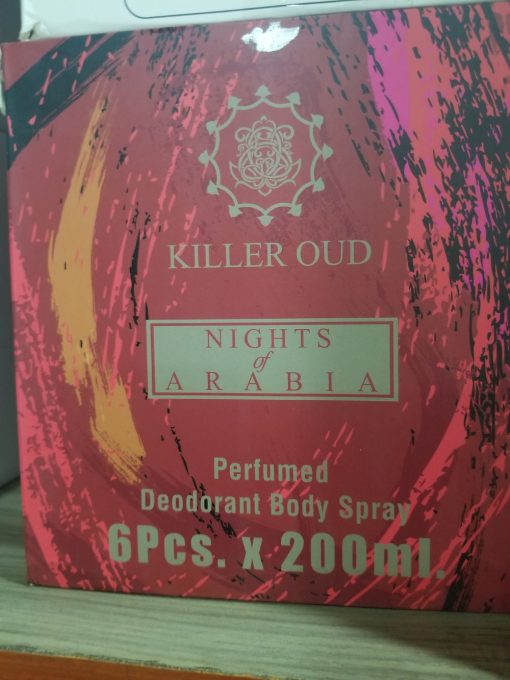 KILLER OUD
NIGHTS
of
ARABIA
Perfumed
Deodorant Body Spray
6Pcs. x 200ml.